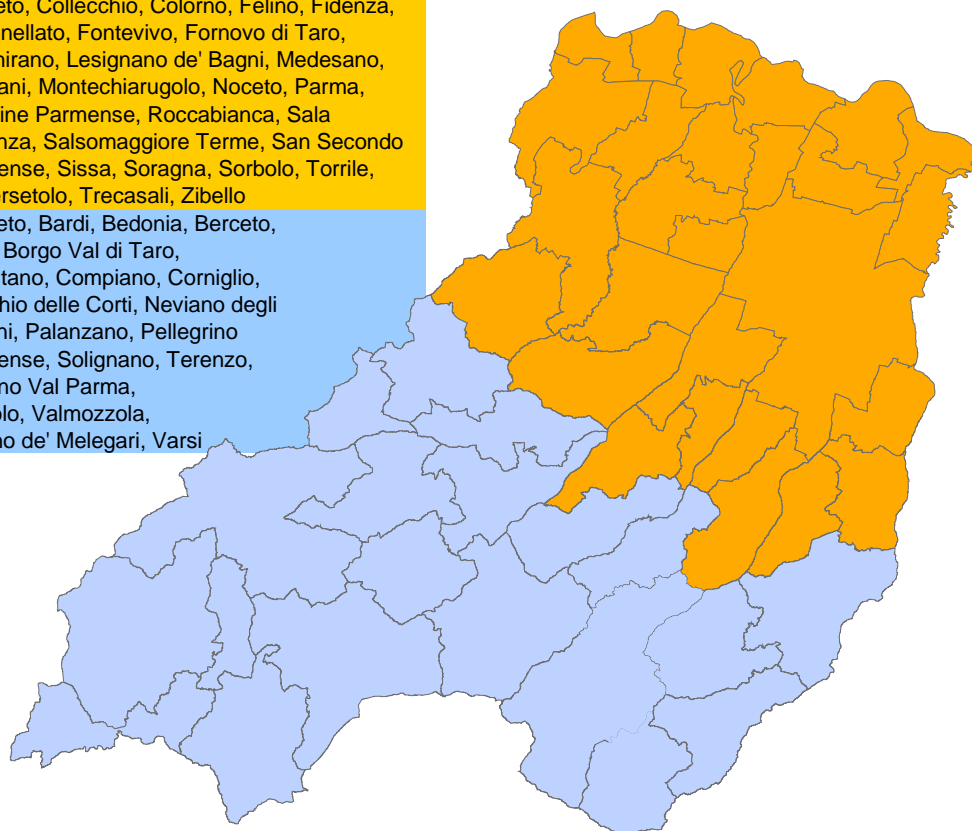 eto, Collecchio, Colorno, Felino, Fidenza,
nellato, Fontevivo, Fornovo di Taro,
hirano, Lesignano de' Bagni, Medesano,
ani, Montechiarugolo, Noceto, Parma,
ine Parmense, Roccabianca, Sala
nza, Salsomaggiore Terme, San Secondo
ense, Sissa, Soragna, Sorbolo, Torrile,
ersetolo, Trecasali, Zibello
eto, Bardi, Bedonia, Berceto,
Borgo Val di Taro,
tano, Compiano, Corniglio,
hio delle Corti, Neviano degli
ni, Palanzano, Pellegrino
ense, Solignano, Terenzo,
no Val Parma,
olo, Valmozzola,
no de' Melegari, Varsi